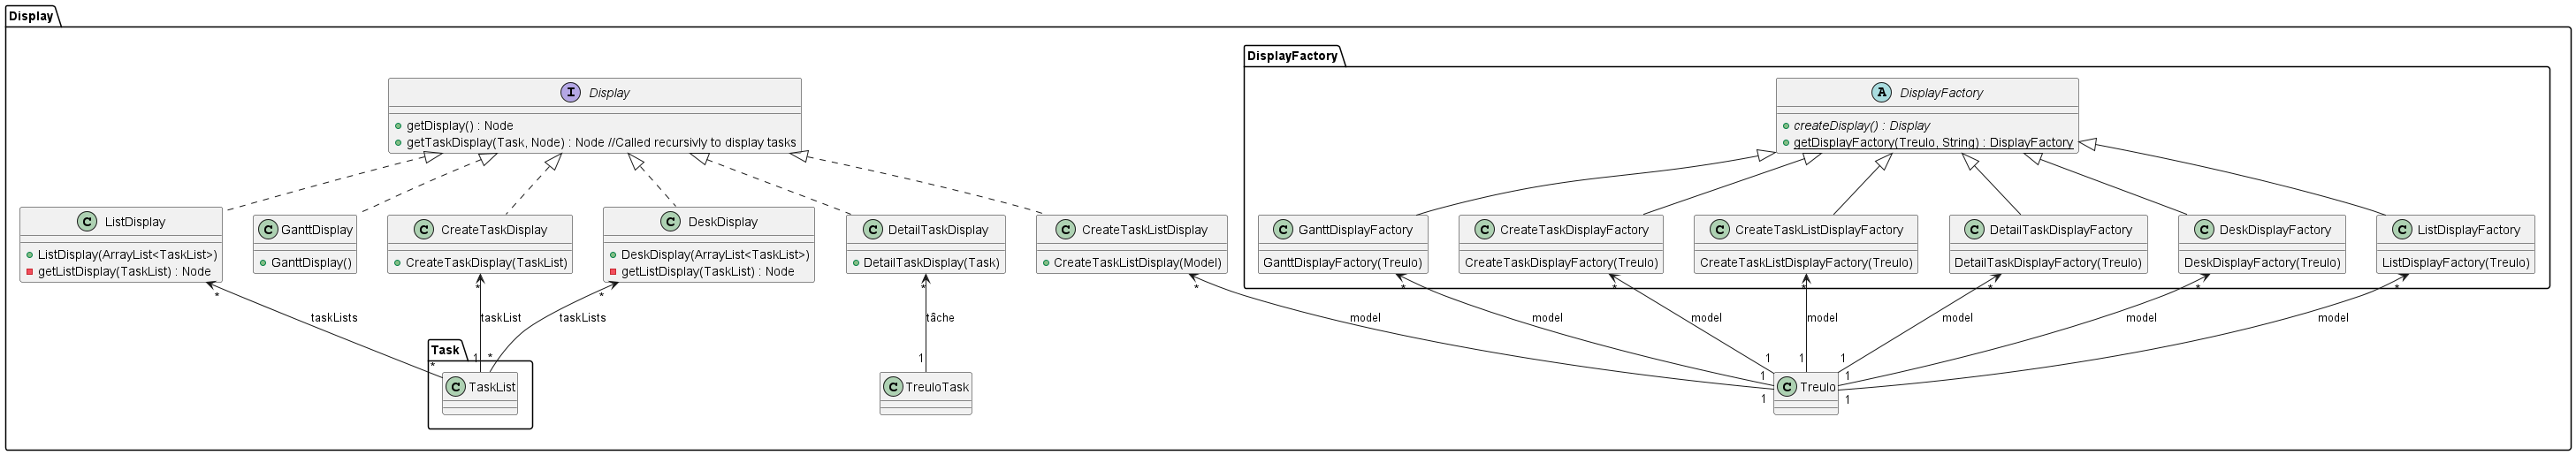 Display
DisplayFactory
I Display
+ getDisplay() : Node
+ getTaskDisplay(Task, Node) : Node //Called recursivly to display tasks
A DisplayFactory
createDisplay() : Display
getDisplayFactory(Treulo, String) : DisplayFactory
C ListDisplay
ListDisplay(ArrayList<TaskList>)
getListDisplay(TaskList) : Node
C GanttDisplay
GanttDisplay()
C CreateTaskDisplay
CreateTaskDisplay(TaskList)
C DeskDisplay
DeskDisplay(ArrayList<TaskList>)
getListDisplay(TaskList) : Node
C DetailTaskDisplay
DetailTaskDisplay(Task)
C CreateTaskListDisplay
CreateTaskListDisplay(Model)
C GanttDisplayFactory
GanttDisplayFactory(Treulo)
C CreateTaskDisplayFactory
CreateTaskDisplayFactory(Treulo)
C CreateTaskListDisplayFactory
CreateTaskListDisplayFactory(Treulo)
C DetailTaskDisplayFactory
DetailTaskDisplayFactory(Treulo)
C DeskDisplayFactory
DeskDisplayFactory(Treulo)
C ListDisplayFactory
ListDisplayFactory(Treulo)
* * * * * * * * * * *
taskLists
taskList
taskLists
tâche
model
model
model
model
model
model
model
Task
* 1 * 1 1 1 1 1 1 1 1
C TaskList
C TreuloTask
C Treulo